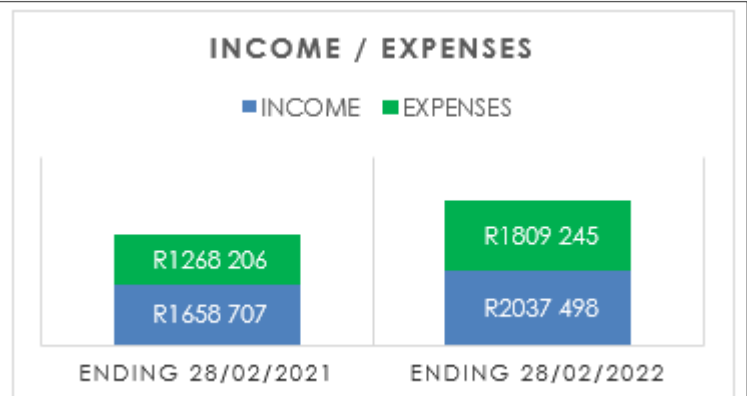 INCOME / EXPENSES
INCOME EXPENSES
R1268 206
R1658 707
R1809 245
R2037 498
ENDING 28/02/2021
ENDING 28/02/2022